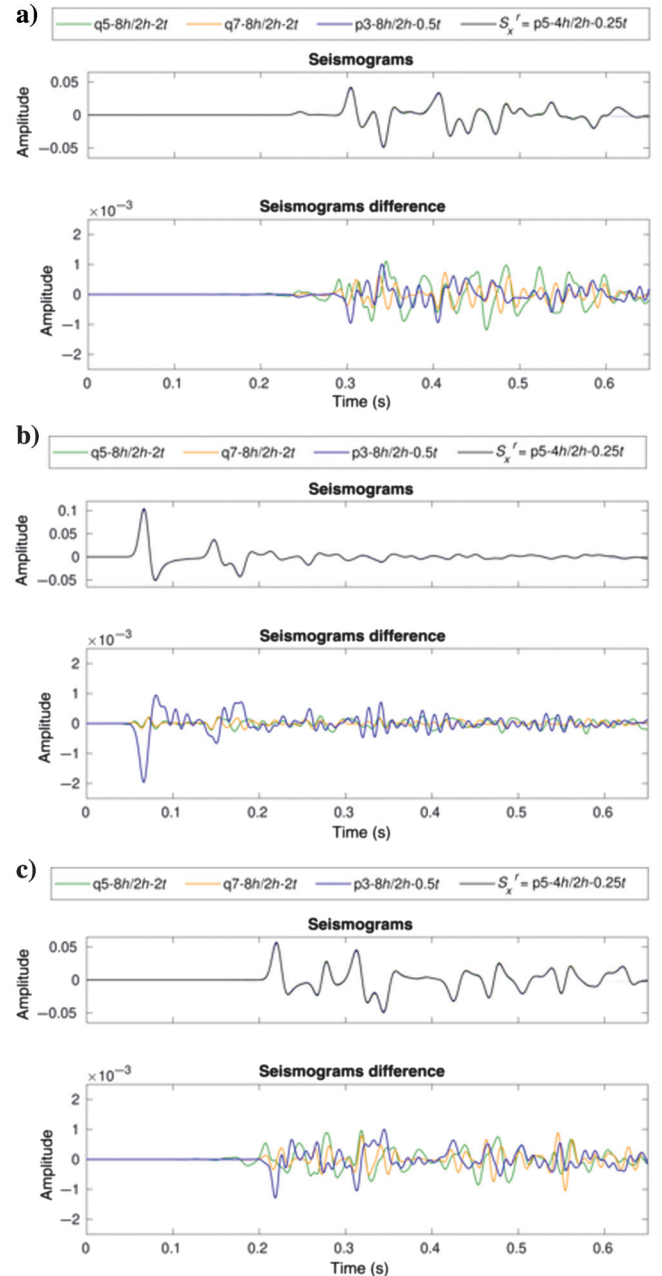 a)
q5-8h/2h-2t q7-8h/2h-2t p3-8h/2h-0.5t Sₓʳ = p5-4h/2h-0.25t
Seismograms
Amplitude
0.05
0
−0.05
Seismograms difference
×10⁻³
Amplitude
2
1
0
−1
−2
0 0.1 0.2 0.3 0.4 0.5 0.6
Time (s)
b)
q5-8h/2h-2t q7-8h/2h-2t p3-8h/2h-0.5t Sₓʳ = p5-4h/2h-0.25t
Seismograms
Amplitude
0.1
0.05
0
−0.05
Seismograms difference
×10⁻³
Amplitude
2
1
0
−1
−2
0 0.1 0.2 0.3 0.4 0.5 0.6
Time (s)
c)
q5-8h/2h-2t q7-8h/2h-2t p3-8h/2h-0.5t Sₓʳ = p5-4h/2h-0.25t
Seismograms
Amplitude
0.05
0
−0.05
Seismograms difference
×10⁻³
Amplitude
2
1
0
−1
−2
0 0.1 0.2 0.3 0.4 0.5 0.6
Time (s)